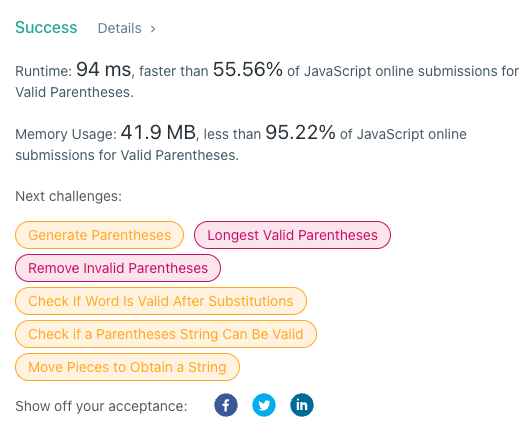 Success Details >
Runtime: 94 ms, faster than 55.56% of JavaScript online submissions for
Valid Parentheses.
Memory Usage: 41.9 MB, less than 95.22% of JavaScript online
submissions for Valid Parentheses.
Next challenges:
Generate Parentheses Longest Valid Parentheses
Remove Invalid Parentheses
Check If Word Is Valid After Substitutions
Check if a Parentheses String Can Be Valid
Move Pieces to Obtain a String
Show off your acceptance: